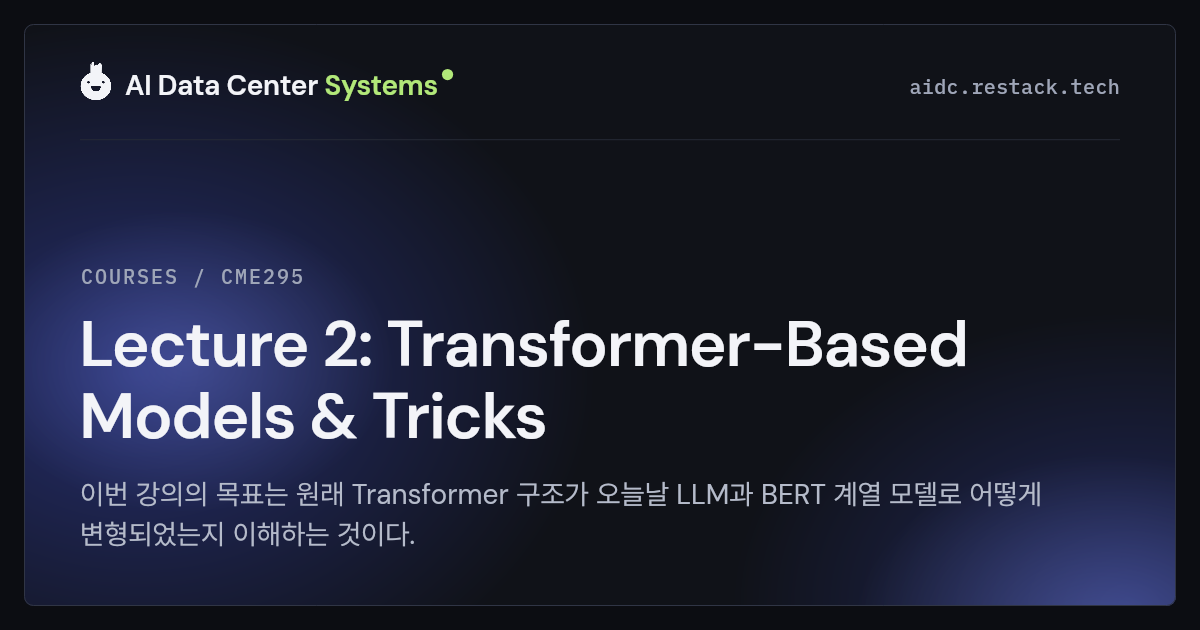 AI Data Center Systems
aidc.restack.tech
COURSES / CME295
Lecture 2: Transformer-Based
Models & Tricks
이번 강의의 목표는 원래 Transformer 구조가 오늘날 LLM과 BERT 계열 모델로 어떻게
변형되었는지 이해하는 것이다.